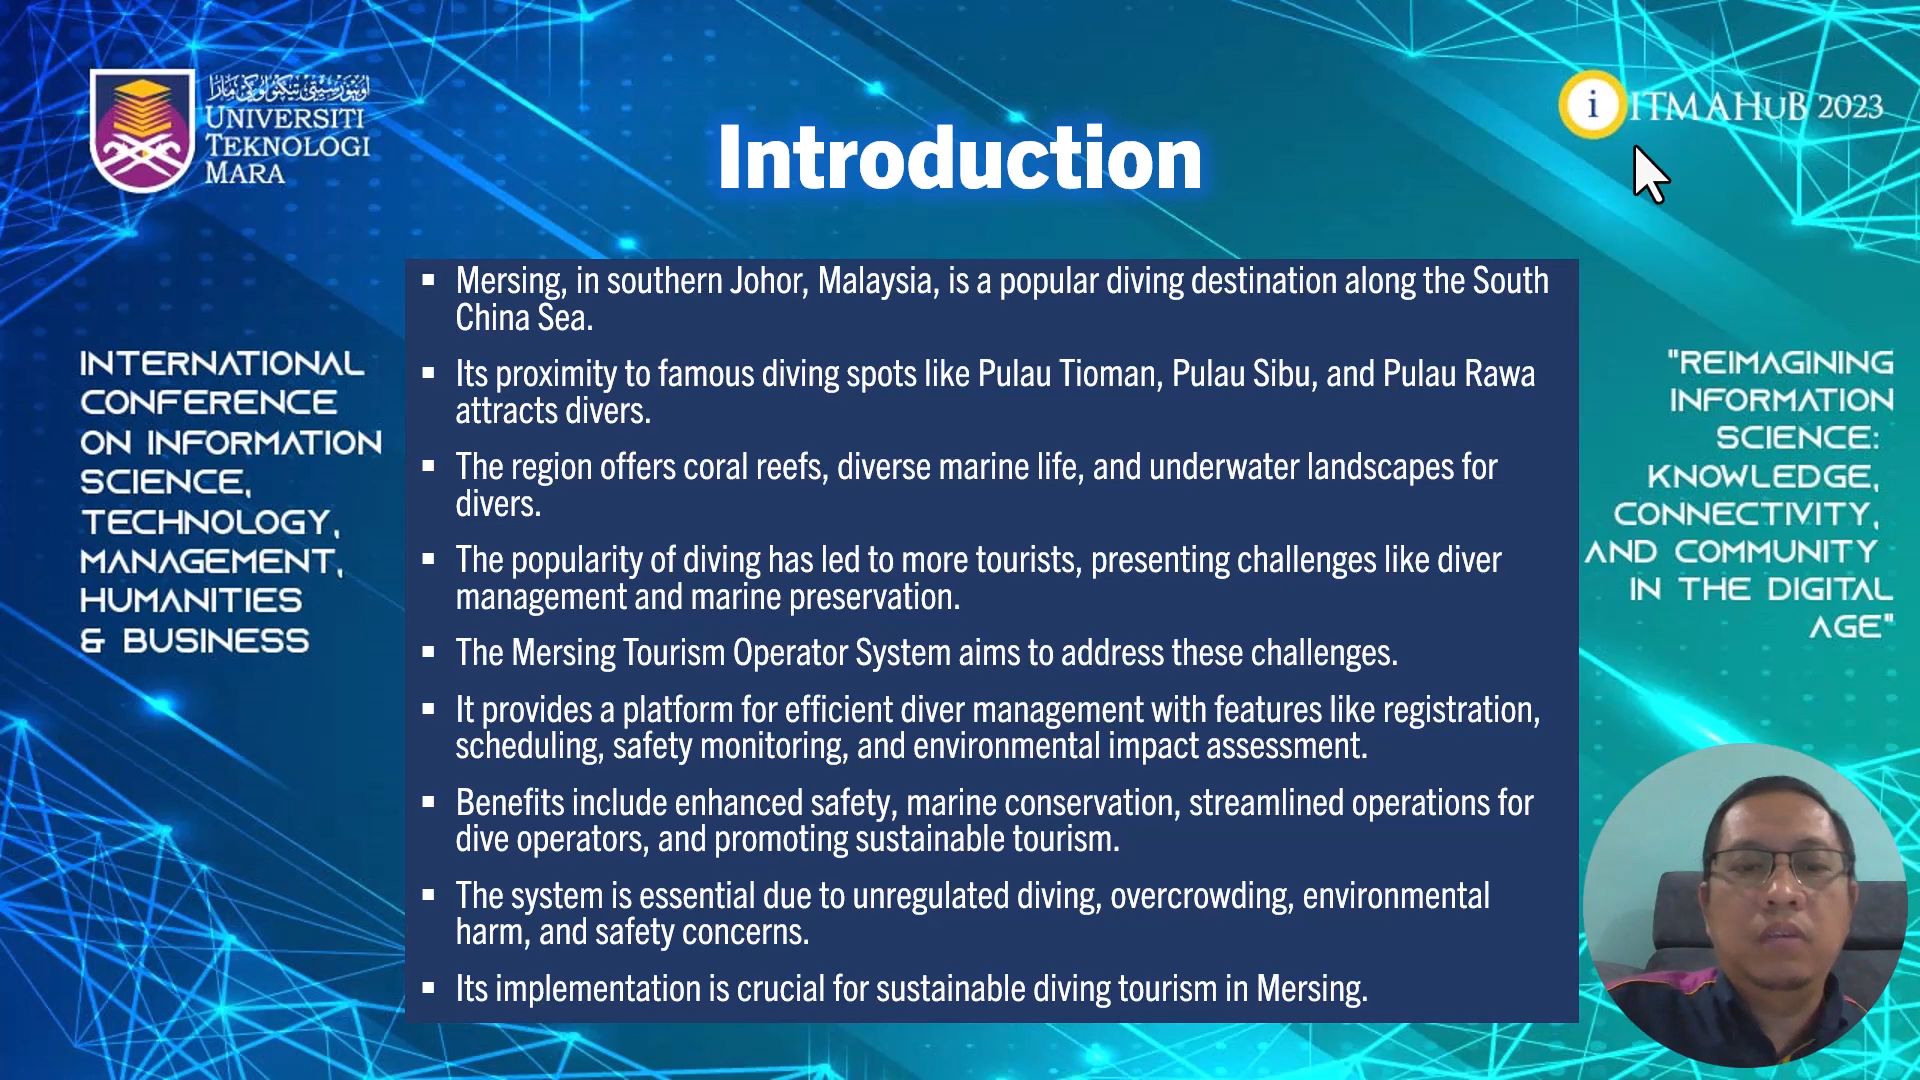 اونيۏرسيتي تيكنولوݢي مارا
UNIVERSITI
TEKNOLOGI
MARA
i ITMAHUB 2023
Introduction
INTERNATIONAL
CONFERENCE
ON INFORMATION
SCIENCE,
TECHNOLOGY,
MANAGEMENT,
HUMANITIES
& BUSINESS
▪ Mersing, in southern Johor, Malaysia, is a popular diving destination along the South
China Sea.
▪ Its proximity to famous diving spots like Pulau Tioman, Pulau Sibu, and Pulau Rawa
attracts divers.
▪ The region offers coral reefs, diverse marine life, and underwater landscapes for
divers.
▪ The popularity of diving has led to more tourists, presenting challenges like diver
management and marine preservation.
▪ The Mersing Tourism Operator System aims to address these challenges.
▪ It provides a platform for efficient diver management with features like registration,
scheduling, safety monitoring, and environmental impact assessment.
▪ Benefits include enhanced safety, marine conservation, streamlined operations for
dive operators, and promoting sustainable tourism.
▪ The system is essential due to unregulated diving, overcrowding, environmental
harm, and safety concerns.
▪ Its implementation is crucial for sustainable diving tourism in Mersing.
"REIMAGINING
INFORMATION
SCIENCE:
KNOWLEDGE,
CONNECTIVITY,
AND COMMUNITY
IN THE DIGITAL
AGE"